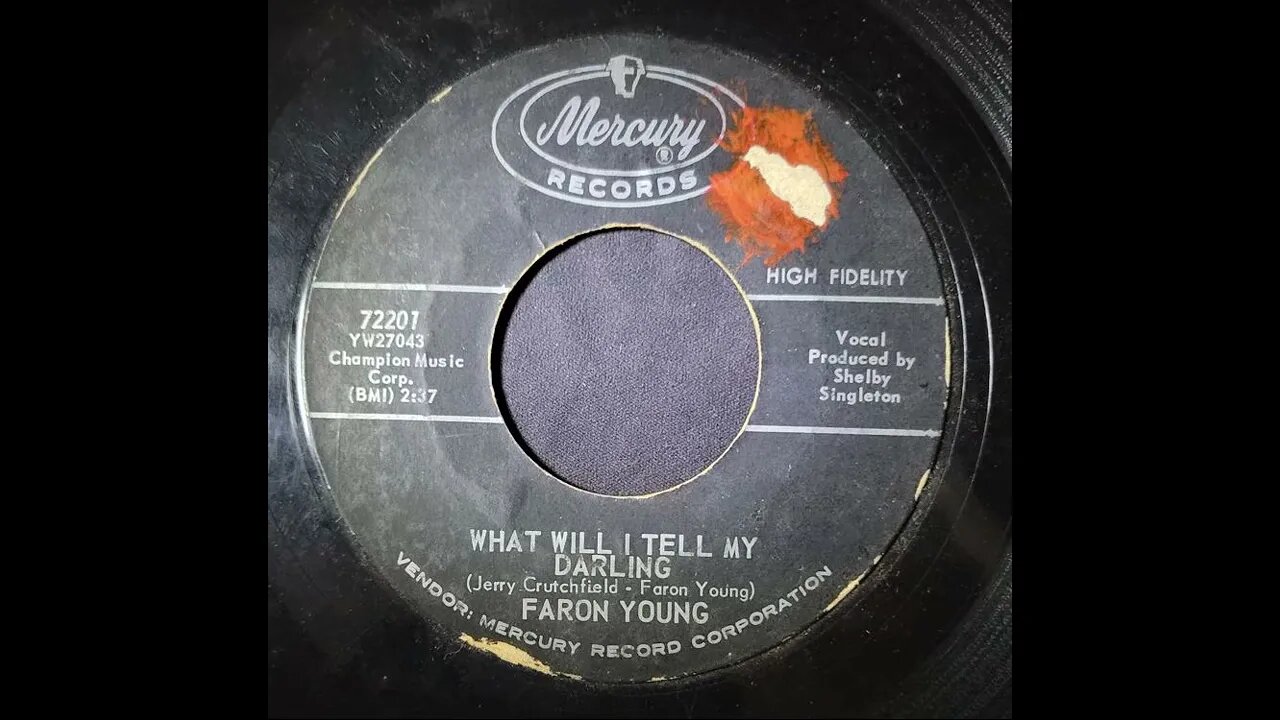 Mercury
®
RECORDS
HIGH FIDELITY
72201
YW27043
Champion Music
Corp.
(BMI) 2:37
Vocal
Produced by
Shelby
Singleton
WHAT WILL I TELL MY
DARLING
(Jerry Crutchfield - Faron Young)
FARON YOUNG
VENDOR: MERCURY RECORD CORPORATION